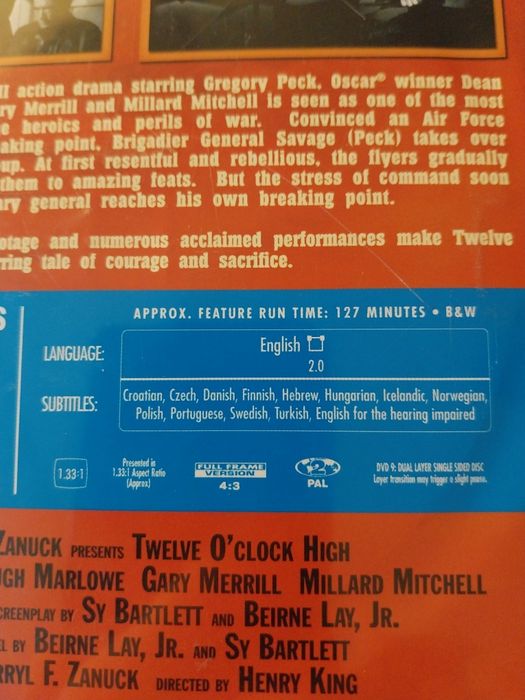 II action drama starring Gregory Peck, Oscar® winner Dean
ry Merrill and Millard Mitchell is seen as one of the most
e heroics and perils of war. Convinced an Air Force
aking point, Brigadier General Savage (Peck) takes over
up. At first resentful and rebellious, the flyers gradually
them to amazing feats. But the stress of command soon
ary general reaches his own breaking point.
otage and numerous acclaimed performances make Twelve
rring tale of courage and sacrifice.
S
APPROX. FEATURE RUN TIME: 127 MINUTES • B&W
LANGUAGE: English
2.0
SUBTITLES: Croatian, Czech, Danish, Finnish, Hebrew, Hungarian, Icelandic, Norwegian,
Polish, Portuguese, Swedish, Turkish, English for the hearing impaired
1.33:1
Presented in
1.33:1 Aspect Ratio
(Approx)
FULL FRAME
VERSION
4:3
2
PAL
DVD 9: DUAL LAYER SINGLE SIDED DISC
Layer transition may trigger a slight pause.
ZANUCK PRESENTS TWELVE O'CLOCK HIGH
GH MARLOWE GARY MERRILL MILLARD MITCHELL
CREENPLAY BY SY BARTLETT AND BEIRNE LAY, JR.
EL BY BEIRNE LAY, JR. AND SY BARTLETT
RRYL F. ZANUCK DIRECTED BY HENRY KING